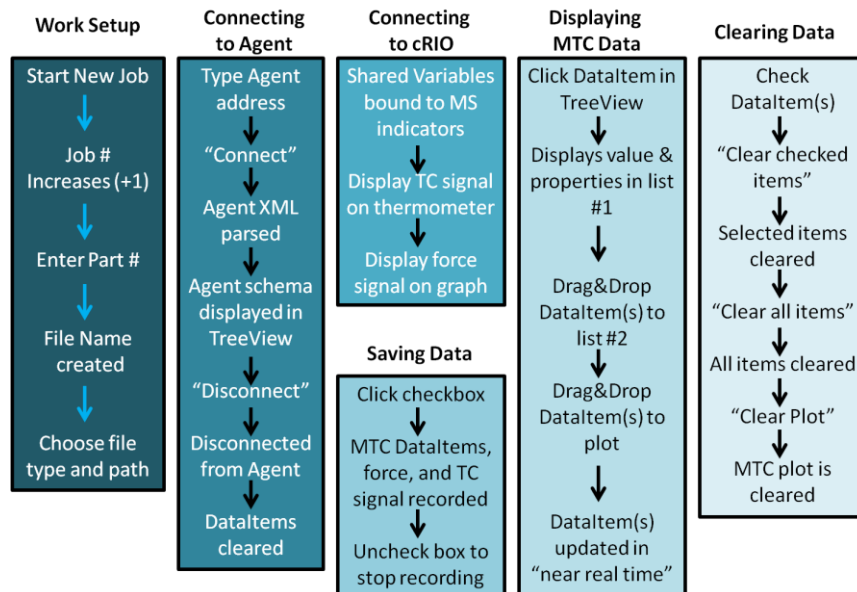 Work Setup
Start New Job
Job #
Increases (+1)
Enter Part #
File Name
created
Choose file
type and path
Connecting
to Agent
Type Agent
address
“Connect”
Agent XML
parsed
Agent schema
displayed in
TreeView
“Disconnect”
Disconnected
from Agent
DataItems
cleared
Connecting
to cRIO
Shared Variables
bound to MS
indicators
Display TC signal
on thermometer
Display force
signal on graph
Saving Data
Click checkbox
MTC DataItems,
force, and TC
signal recorded
Uncheck box to
stop recording
Displaying
MTC Data
Click DataItem in
TreeView
Displays value &
properties in list
#1
Drag&Drop
DataItem(s) to
list #2
Drag&Drop
DataItem(s) to
plot
DataItem(s)
updated in
“near real time”
Clearing Data
Check
DataItem(s)
“Clear checked
items”
Selected items
cleared
“Clear all items”
All items cleared
“Clear Plot”
MTC plot is
cleared